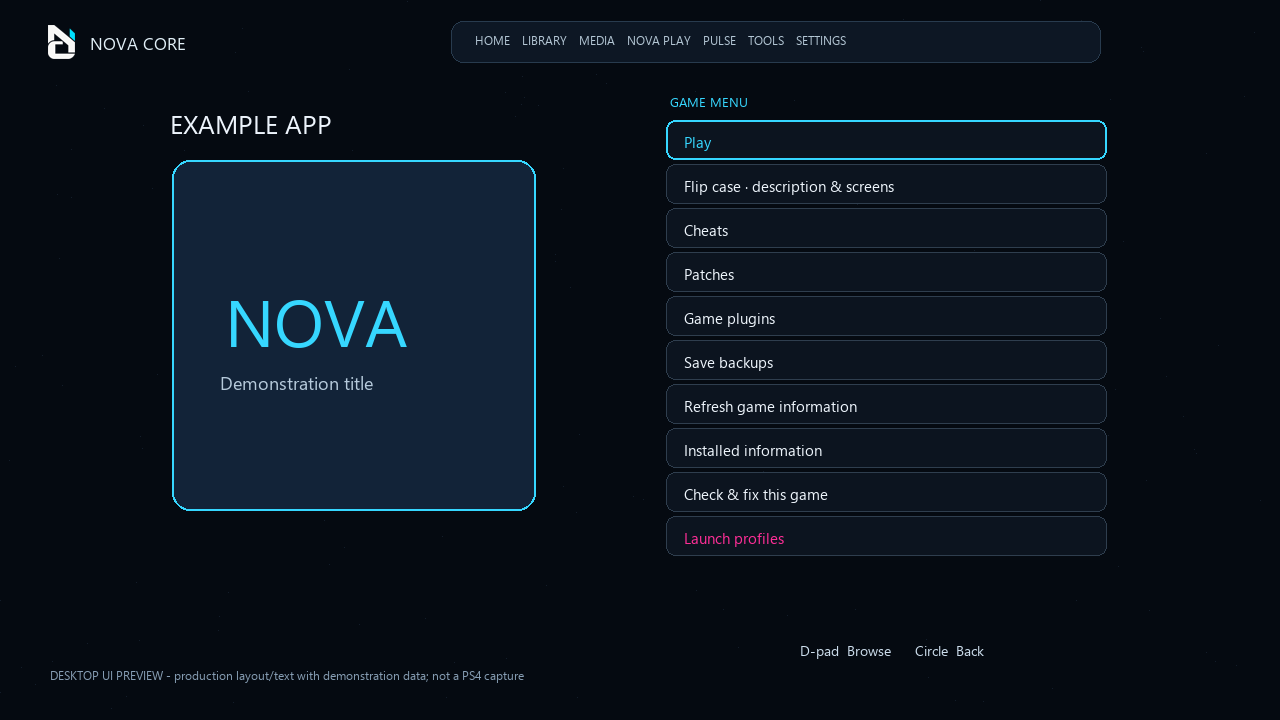 NOVA CORE
HOME LIBRARY MEDIA NOVA PLAY PULSE TOOLS SETTINGS
EXAMPLE APP
NOVA
Demonstration title
GAME MENU
Play
Flip case · description & screens
Cheats
Patches
Game plugins
Save backups
Refresh game information
Installed information
Check & fix this game
Launch profiles
D-pad Browse Circle Back
DESKTOP UI PREVIEW - production layout/text with demonstration data; not a PS4 capture